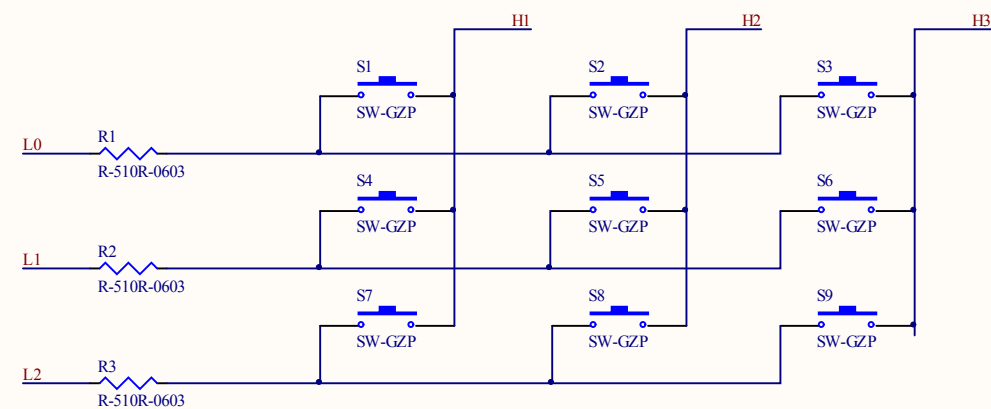 H1 H2 H3
S1 S2 S3
SW-GZP SW-GZP SW-GZP
L0 R1
R-510R-0603
S4 S5 S6
SW-GZP SW-GZP SW-GZP
L1 R2
R-510R-0603
S7 S8 S9
SW-GZP SW-GZP SW-GZP
L2 R3
R-510R-0603